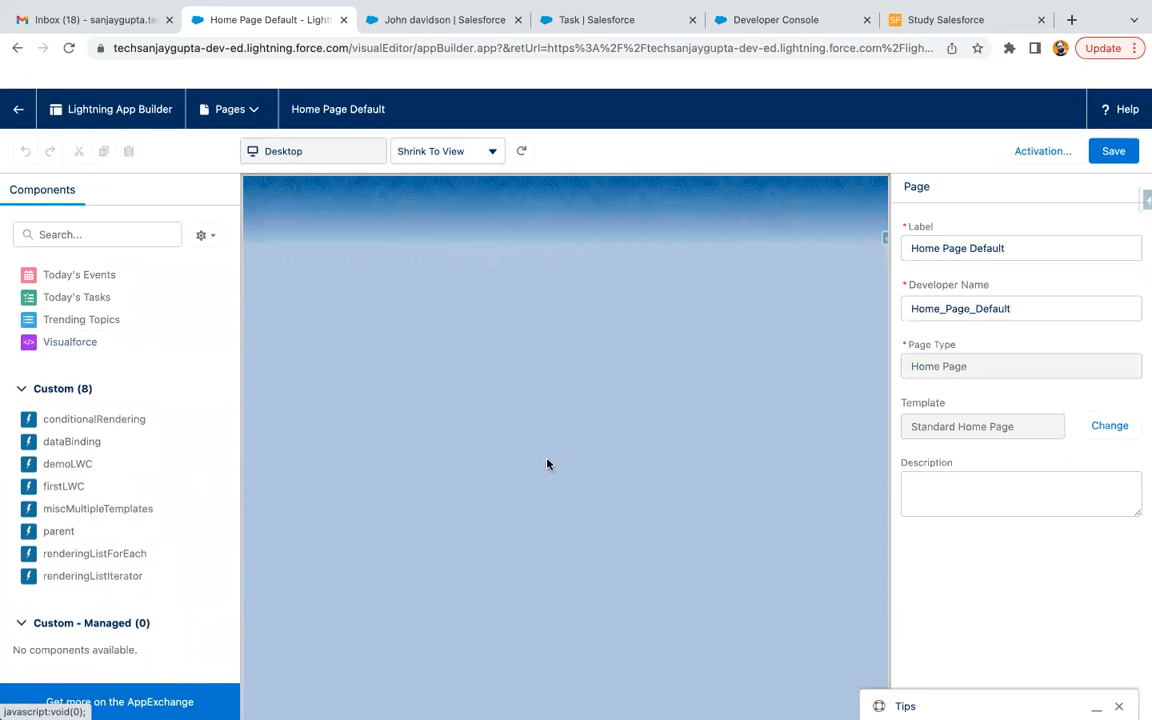 Inbox (18) - sanjaygupta.te
Home Page Default - Lightn
John davidson | Salesforce
Task | Salesforce
Developer Console
SF Study Salesforce
techsanjaygupta-dev-ed.lightning.force.com/visualEditor/appBuilder.app?&retUrl=https%3A%2F%2Ftechsanjaygupta-dev-ed.lightning.force.com%2Fligh...
Update
Lightning App Builder
Pages
Home Page Default
? Help
Desktop
Shrink To View
Activation...
Save
Components
Page
Search...
* Label
Home Page Default
Today's Events
Today's Tasks
Trending Topics
Visualforce
* Developer Name
Home_Page_Default
* Page Type
Home Page
Custom (8)
Template
Standard Home Page
Change
conditionalRendering
dataBinding
demoLWC
firstLWC
miscMultipleTemplates
parent
renderingListForEach
renderingListIterator
Description
Custom - Managed (0)
No components available.
Get more on the AppExchange
javascript:void(0);
Tips